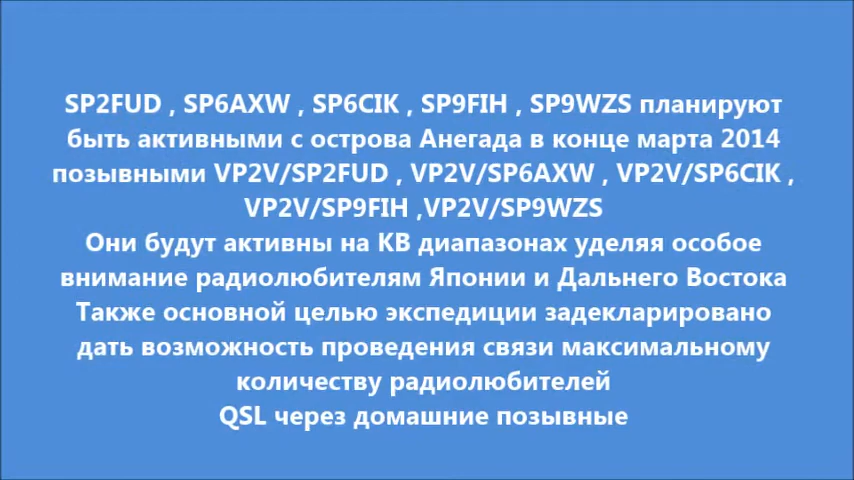 SP2FUD , SP6AXW , SP6CIK , SP9FIH , SP9WZS планируют
быть активными с острова Анегада в конце марта 2014
позывными VP2V/SP2FUD , VP2V/SP6AXW , VP2V/SP6CIK ,
VP2V/SP9FIH ,VP2V/SP9WZS
Они будут активны на КВ диапазонах уделяя особое
внимание радиолюбителям Японии и Дальнего Востока
Также основной целью экспедиции задекларировано
дать возможность проведения связи максимальному
количеству радиолюбителей
QSL через домашние позывные